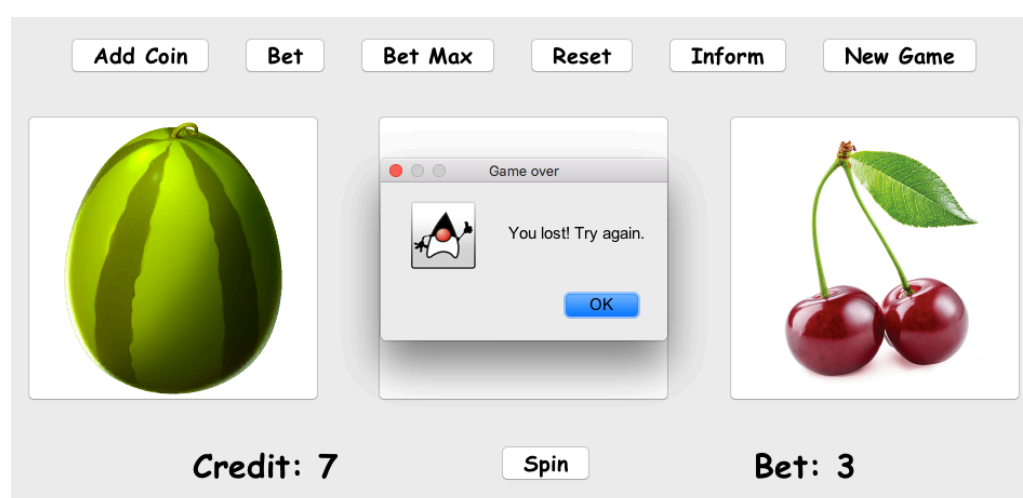 Add Coin
Bet
Bet Max
Reset
Inform
New Game
Game over
You lost! Try again.
OK
Credit: 7
Spin
Bet: 3